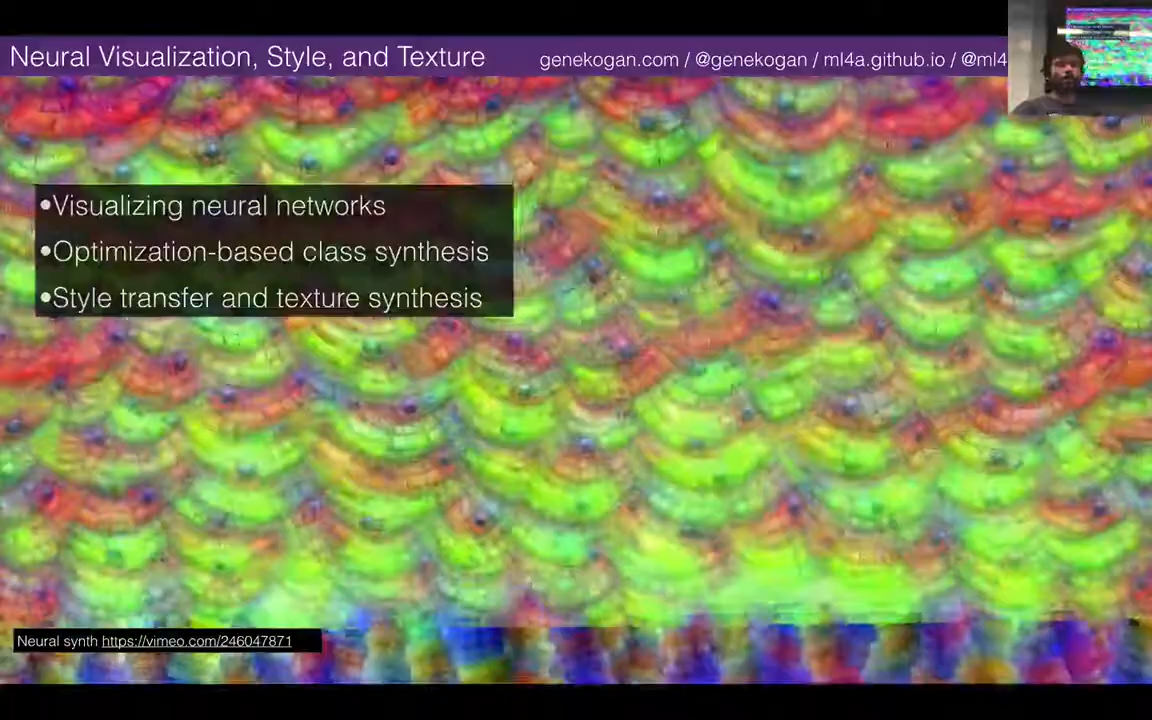 Neural Visualization, Style, and Texture
genekogan.com / @genekogan / ml4a.github.io / @ml4
•Visualizing neural networks
•Optimization-based class synthesis
•Style transfer and texture synthesis
Neural synth https://vimeo.com/246047871